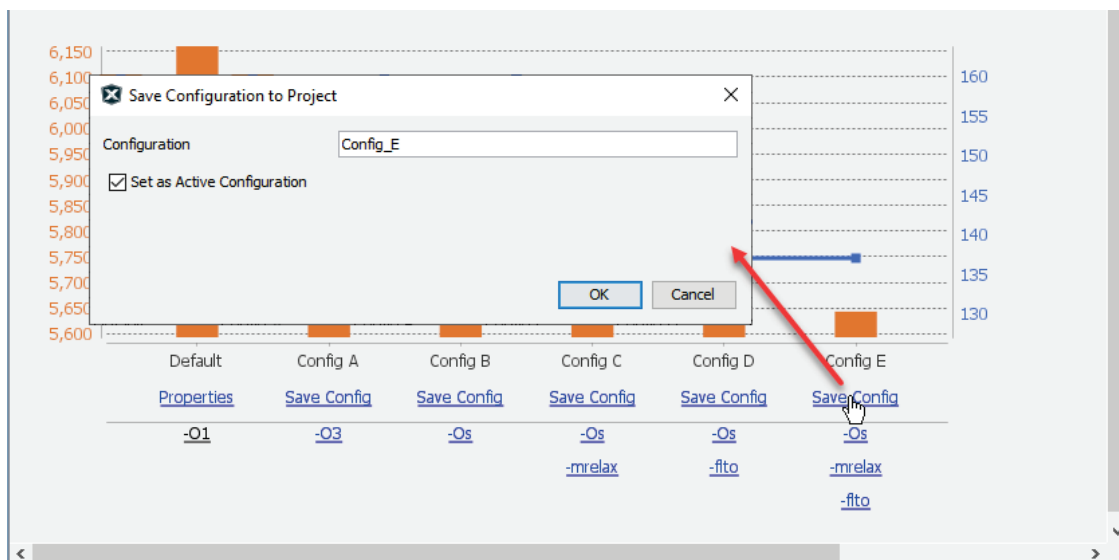 6,150
6,100 160
Save Configuration to Project
6,050
155
6,000
Configuration Config_E
5,950 150
5,900 Set as Active Configuration
195
5,850
5,800 140
5,750
135
5,700
OK Cancel
5,650 130
5,600
Default Config A Config B Config C Config D Config E
Properties Save Config Save Config Save Config Save Config Save Config
-O1 -O3 -Os -Os -Os -Os
-mrelax -flto -mrelax
-flto